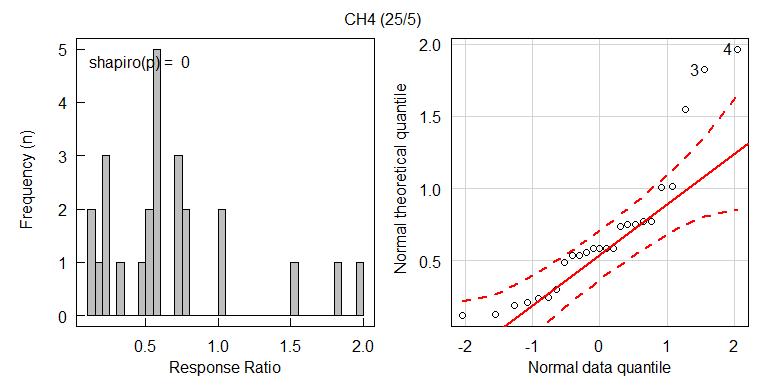 CH4 (25/5)
shapiro(p) = 0
Frequency (n)
5
4
3
2
1
0
0.5 1.0 1.5 2.0
Response Ratio
Normal theoretical quantile
2.0
1.5
1.0
0.5
3
4
-2 -1 0 1 2
Normal data quantile